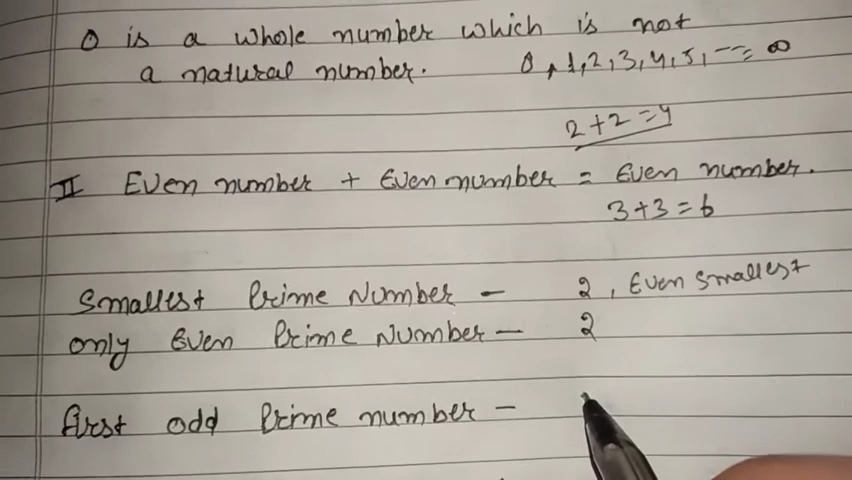 0 is a whole number which is not
a natural number. 0, 1, 2, 3, 4, 5, -- = ∞
2+2=4
II Even number + Even number = Even number.
3+3=6
Smallest Prime Number - 2, Even smallest
only Even Prime Number - 2
first odd Prime number -